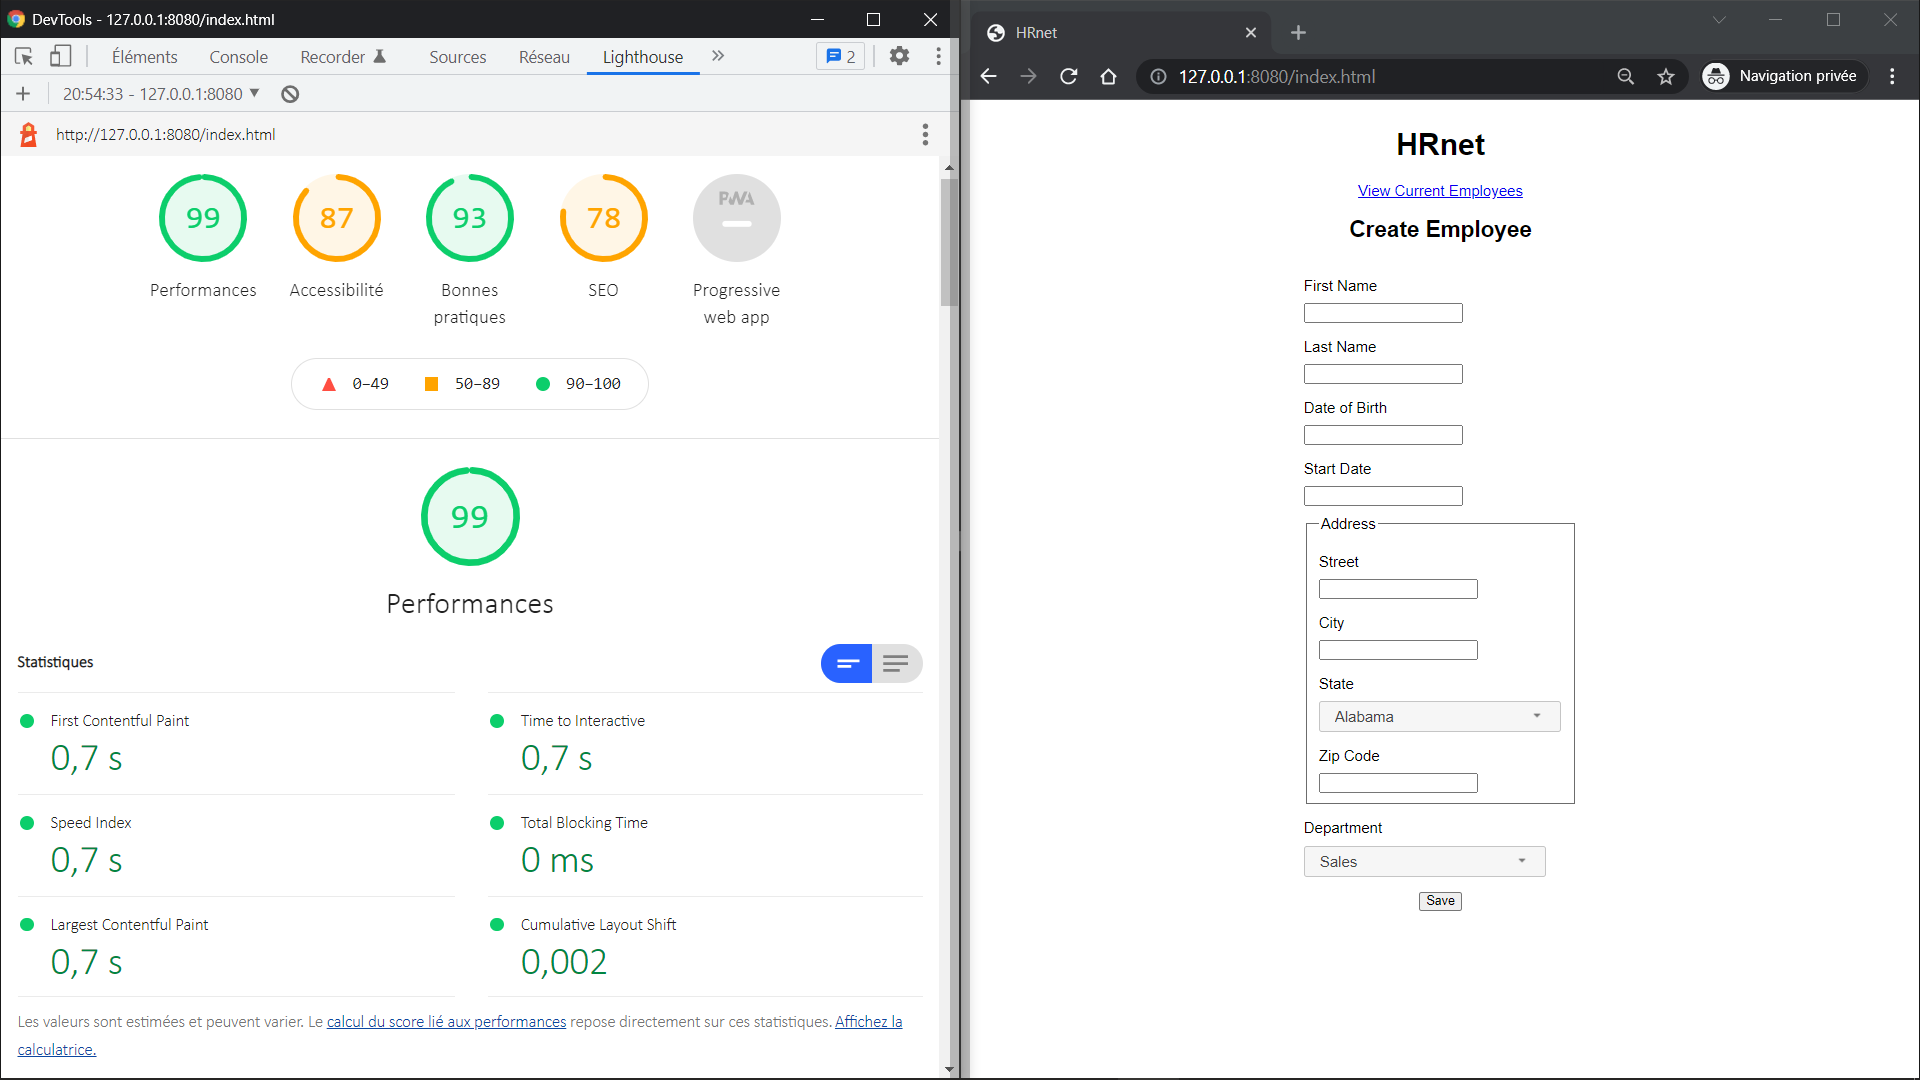 DevTools - 127.0.0.1:8080/index.html
Éléments Console Recorder Sources Réseau Lighthouse 2
20:54:33 - 127.0.0.1:8080
http://127.0.0.1:8080/index.html
99 87 93 78 PWA
Performances Accessibilité Bonnes pratiques SEO Progressive web app
0–49 50–89 90–100
99
Performances
Statistiques
First Contentful Paint
0,7 s
Time to Interactive
0,7 s
Speed Index
0,7 s
Total Blocking Time
0 ms
Largest Contentful Paint
0,7 s
Cumulative Layout Shift
0,002
Les valeurs sont estimées et peuvent varier. Le calcul du score lié aux performances repose directement sur ces statistiques. Affichez la
calculatrice.
HRnet
127.0.0.1:8080/index.html Navigation privée
HRnet
View Current Employees
Create Employee
First Name
Last Name
Date of Birth
Start Date
Address
Street
City
State
Alabama
Zip Code
Department
Sales
Save